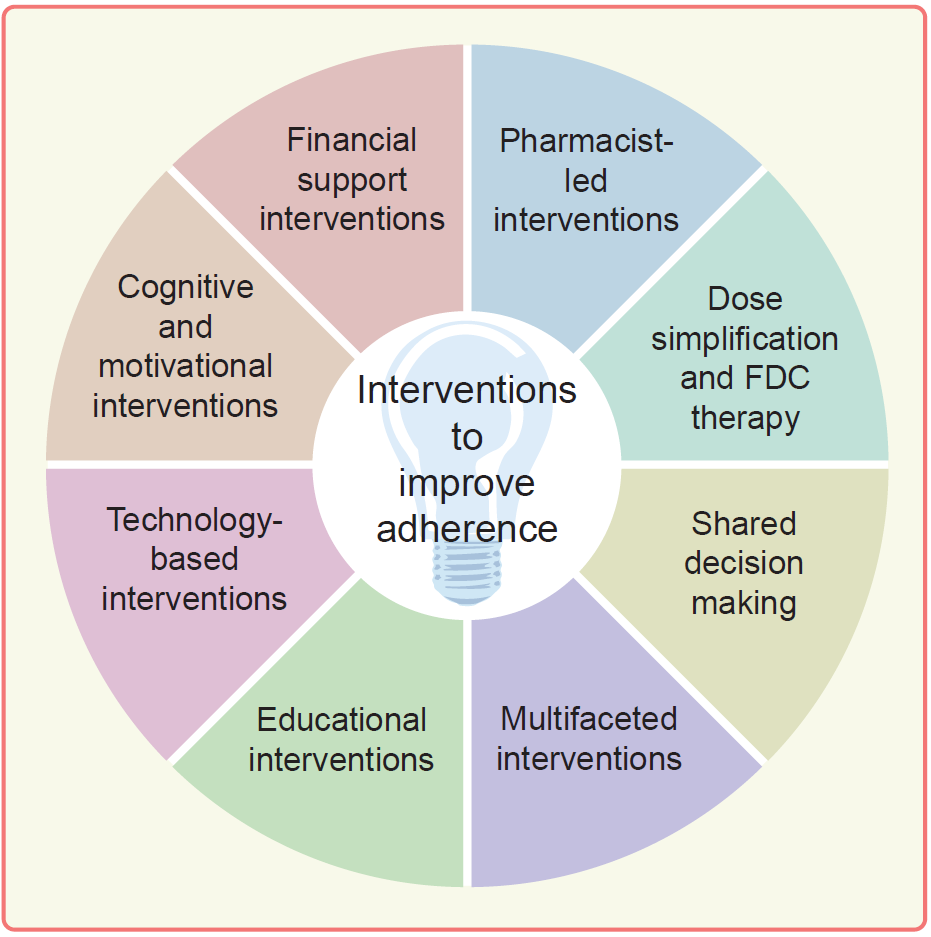 Financial
support
interventions
Pharmacist-
led
interventions
Dose
simplification
and FDC
therapy
Shared
decision
making
Multifaceted
interventions
Educational
interventions
Technology-
based
interventions
Cognitive
and
motivational
interventions
Interventions
to
improve
adherence